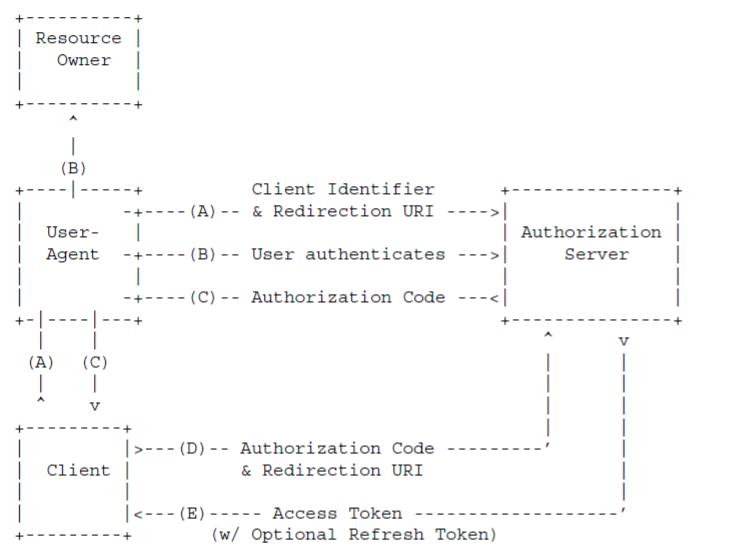 Resource
Owner
(B)
Client Identifier
(A) & Redirection URI
User-
Agent
Authorization
Server
(B) User authenticates
(C) Authorization Code
(A) (C)
Client
(D) Authorization Code
& Redirection URI
(E) Access Token
(w/ Optional Refresh Token)